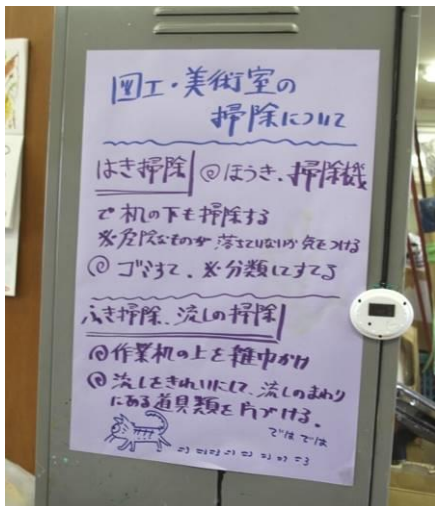 図工・美術室の
掃除について
はき掃除 ◎ほうき、掃除機
で机の下も掃除する
※危険なものが落ちていないか気をつける
◎ゴミすて、※分類してすてる
ふき掃除、流しの掃除
◎作業机の上を雑巾がけ
◎流しをきれいにして、流しのまわり
にある道具類を片づける。
ではでは